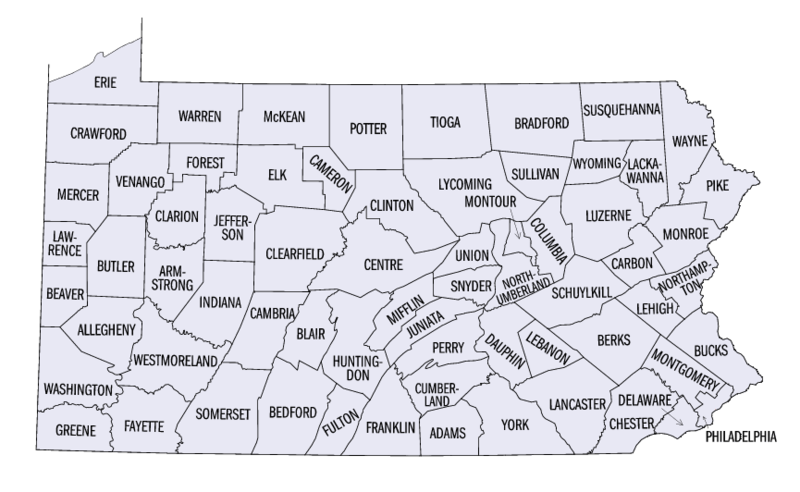 ERIE
CRAWFORD
WARREN
McKEAN
POTTER
TIOGA
BRADFORD
SUSQUEHANNA
WAYNE
FOREST
VENANGO
MERCER
ELK
CAMERON
CLINTON
LYCOMING
MONTOUR
SULLIVAN
WYOMING
LACKA-
WANNA
PIKE
CLARION
JEFFER-
SON
CLEARFIELD
CENTRE
UNION
COLUMBIA
LUZERNE
MONROE
LAW-
RENCE
BUTLER
ARM-
STRONG
INDIANA
BEAVER
ALLEGHENY
CAMBRIA
BLAIR
MIFFLIN
JUNIATA
SNYDER
NORTH-
UMBERLAND
SCHUYLKILL
CARBON
NORTHAMP-
TON
LEHIGH
WESTMORELAND
HUNTING-
DON
PERRY
DAUPHIN
LEBANON
BERKS
MONTGOMERY
BUCKS
WASHINGTON
GREENE
FAYETTE
SOMERSET
BEDFORD
FULTON
FRANKLIN
CUMBER-
LAND
ADAMS
YORK
LANCASTER
DELAWARE
CHESTER
PHILADELPHIA